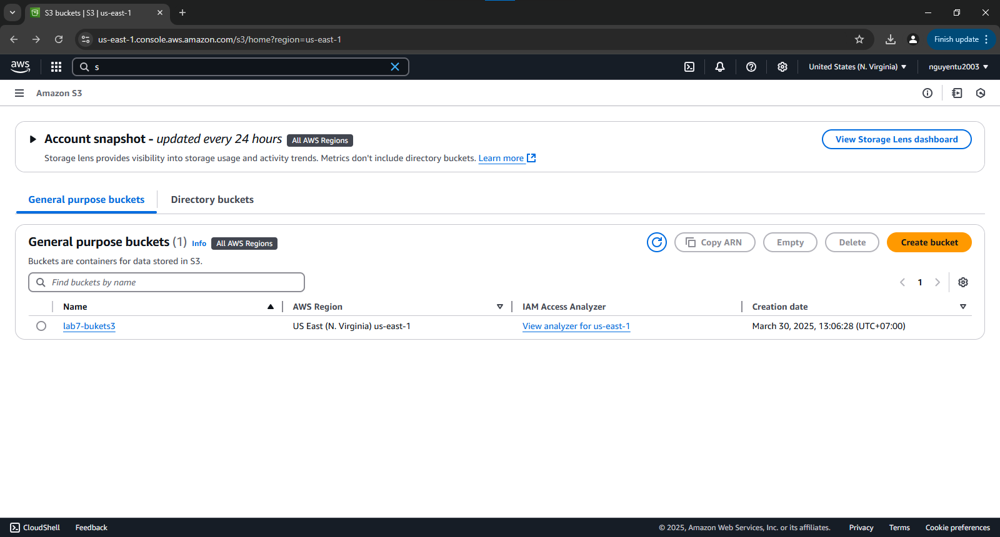 S3 buckets | S3 | us-east-1
us-east-1.console.aws.amazon.com/s3/home?region=us-east-1
Finish update
aws
s
United States (N. Virginia)
nguyentu2003
Amazon S3
Account snapshot - updated every 24 hours All AWS Regions
View Storage Lens dashboard
Storage lens provides visibility into storage usage and activity trends. Metrics don't include directory buckets. Learn more
General purpose buckets
Directory buckets
General purpose buckets (1) Info All AWS Regions
Copy ARN
Empty
Delete
Create bucket
Buckets are containers for data stored in S3.
Find buckets by name
1
Name
AWS Region
IAM Access Analyzer
Creation date
lab7-bukets3
US East (N. Virginia) us-east-1
View analyzer for us-east-1
March 30, 2025, 13:06:28 (UTC+07:00)
CloudShell
Feedback
© 2025, Amazon Web Services, Inc. or its affiliates.
Privacy
Terms
Cookie preferences